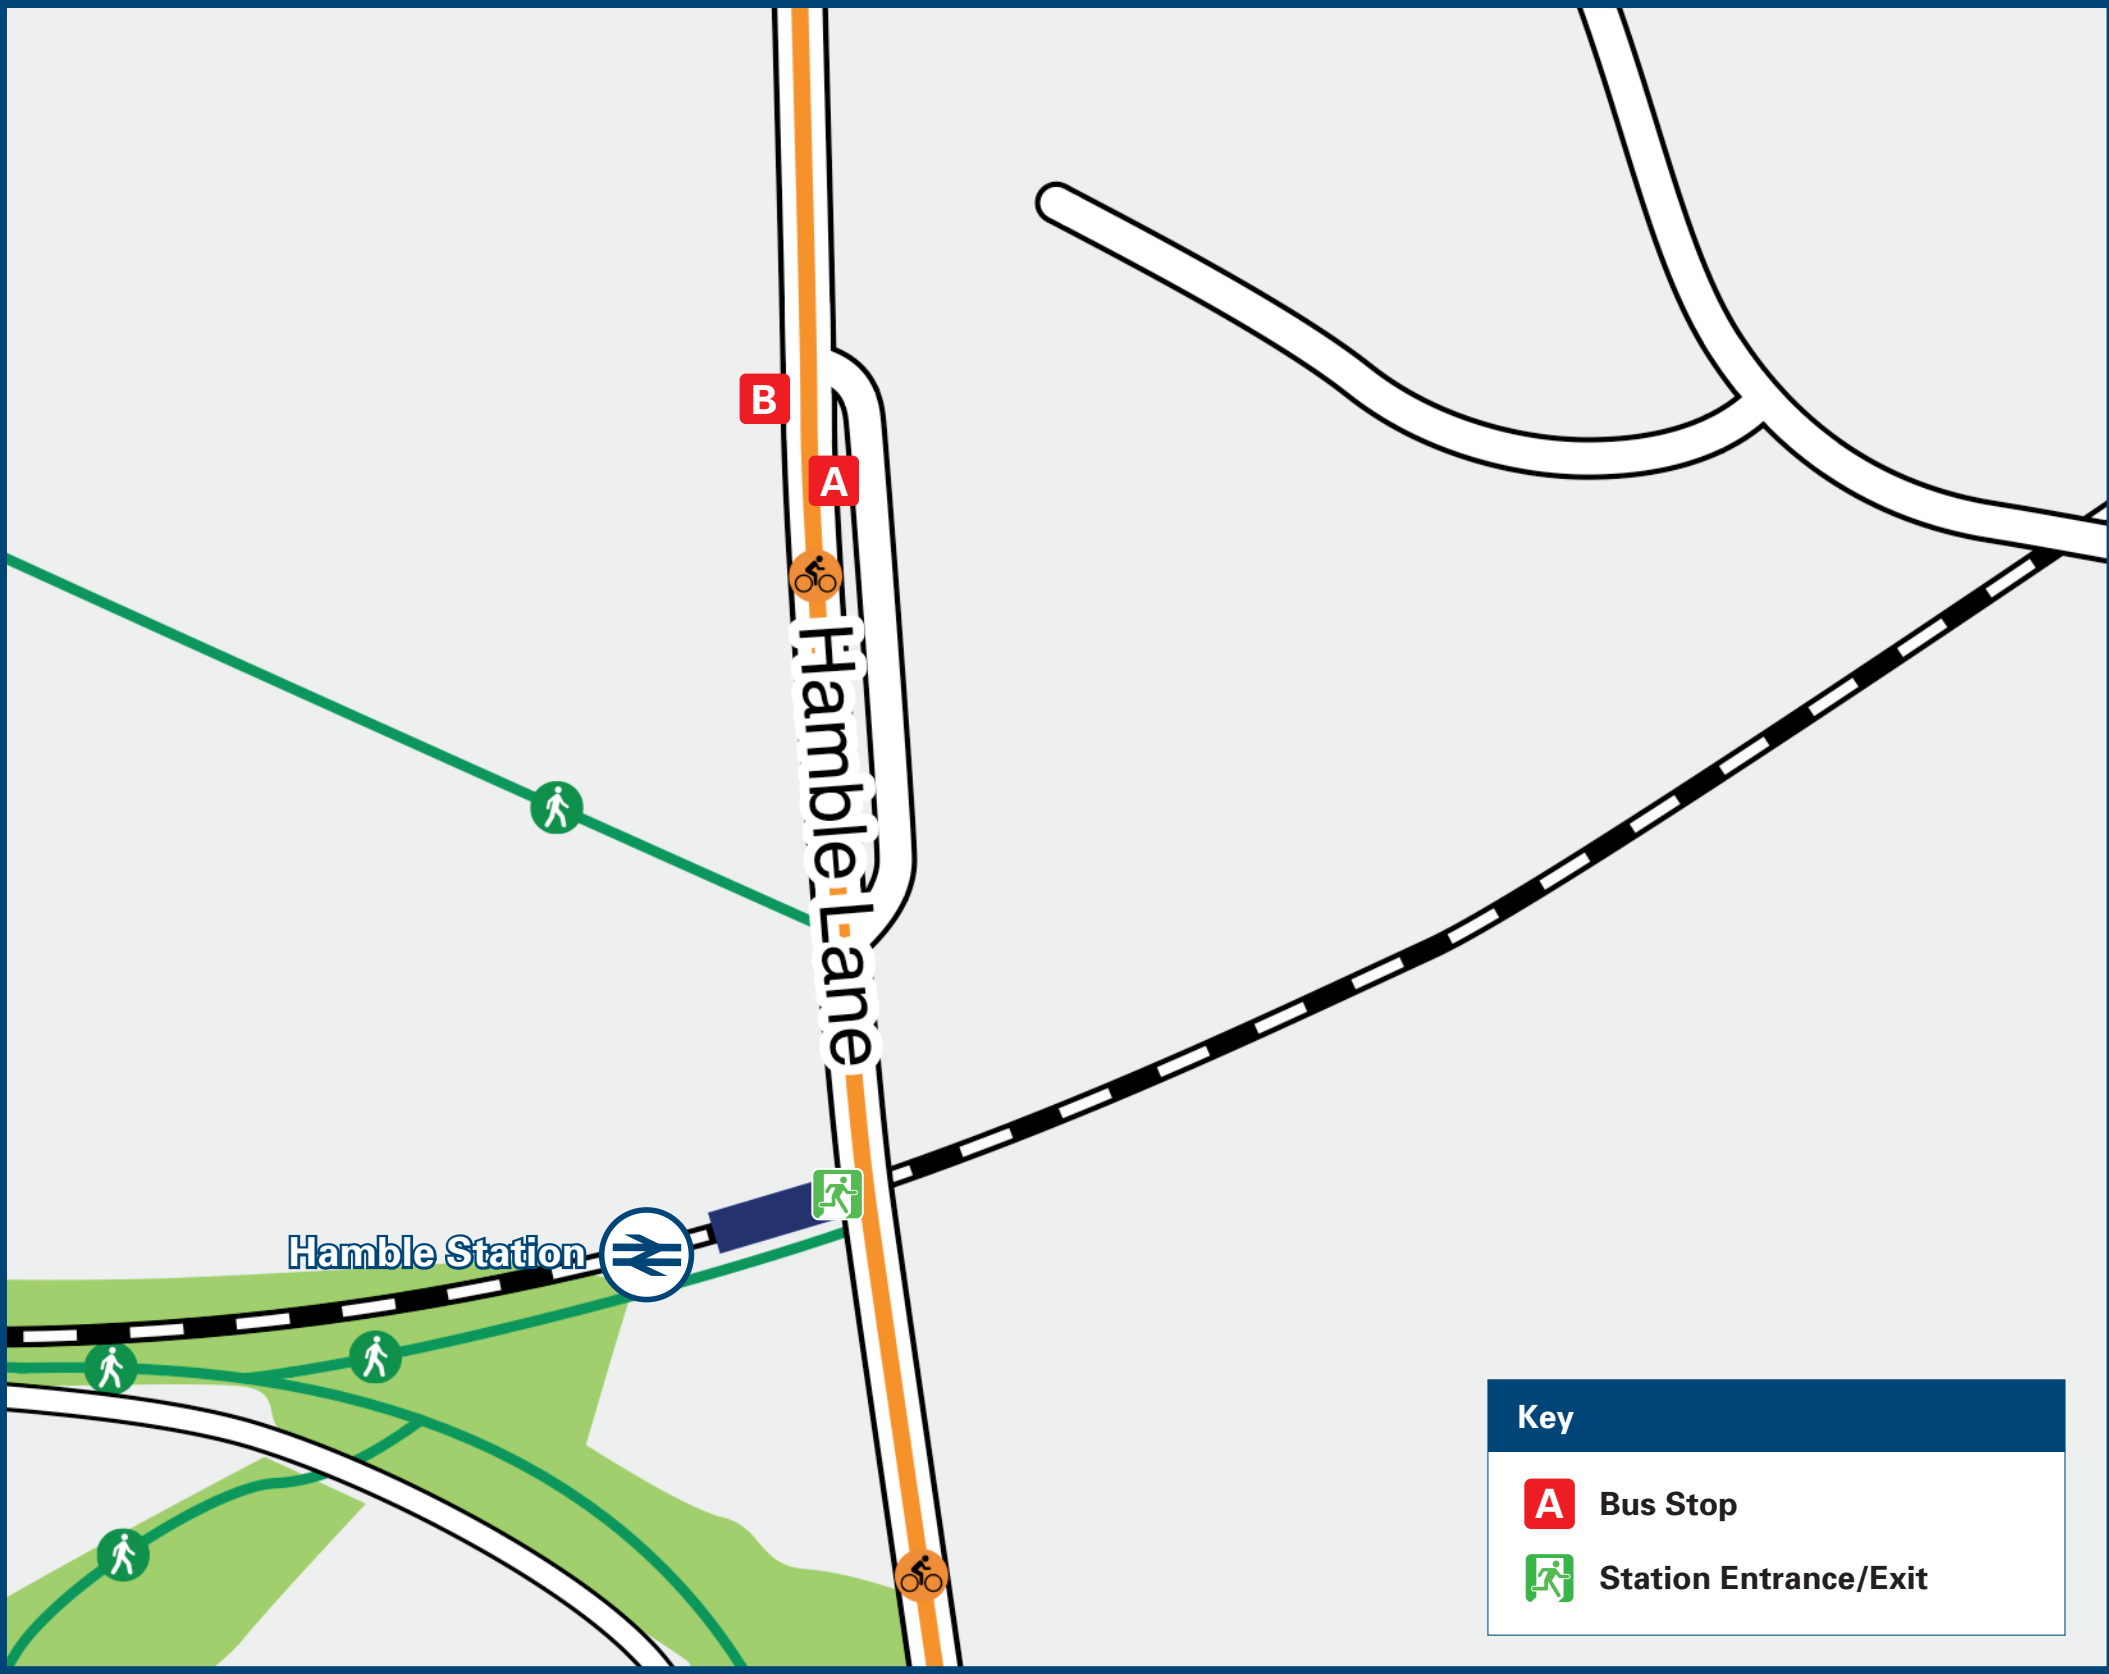 B
A
Hamble Lane
Hamble Station
Key
A Bus Stop
Station Entrance/Exit